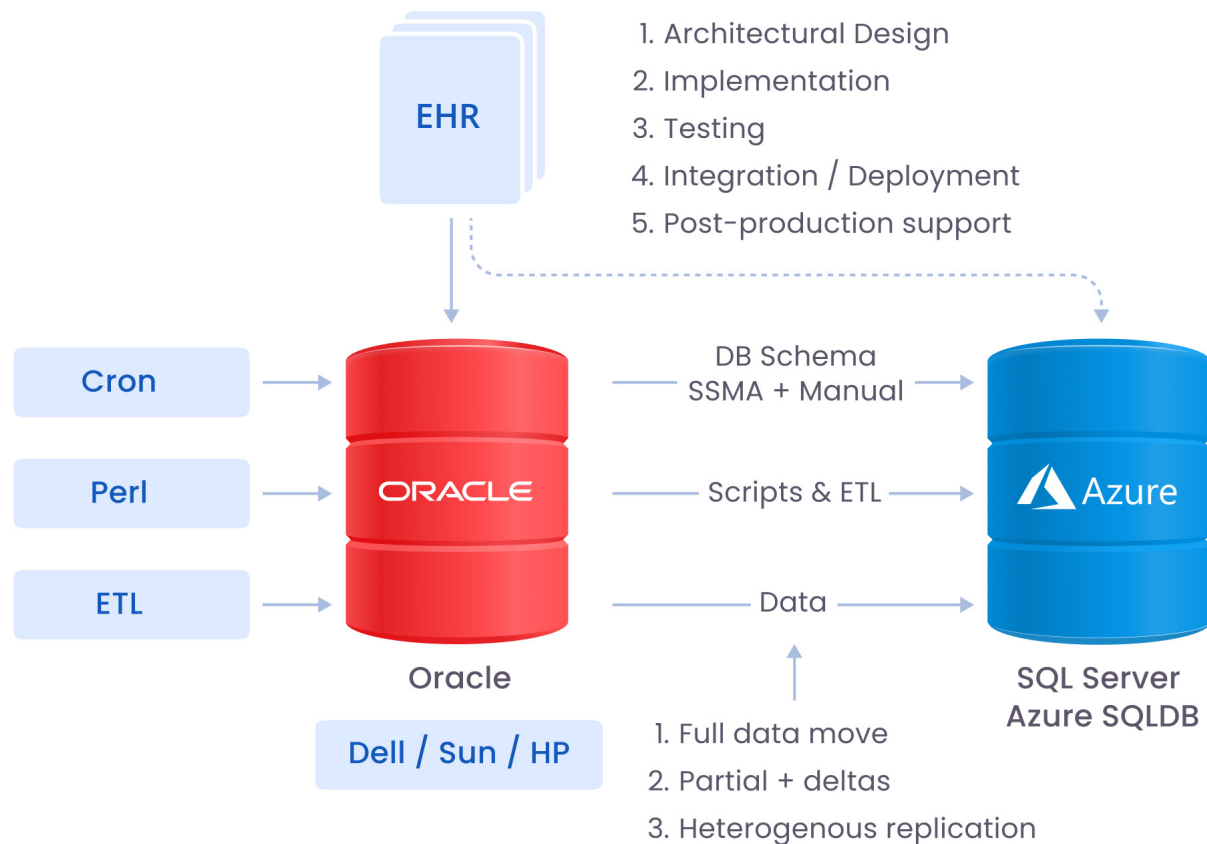 EHR
1. Architectural Design
2. Implementation
3. Testing
4. Integration / Deployment
5. Post-production support
Cron
Perl
ETL
ORACLE
Oracle
Dell / Sun / HP
DB Schema
SSMA + Manual
Scripts & ETL
Data
1. Full data move
2. Partial + deltas
3. Heterogenous replication
Azure
SQL Server
Azure SQLDB